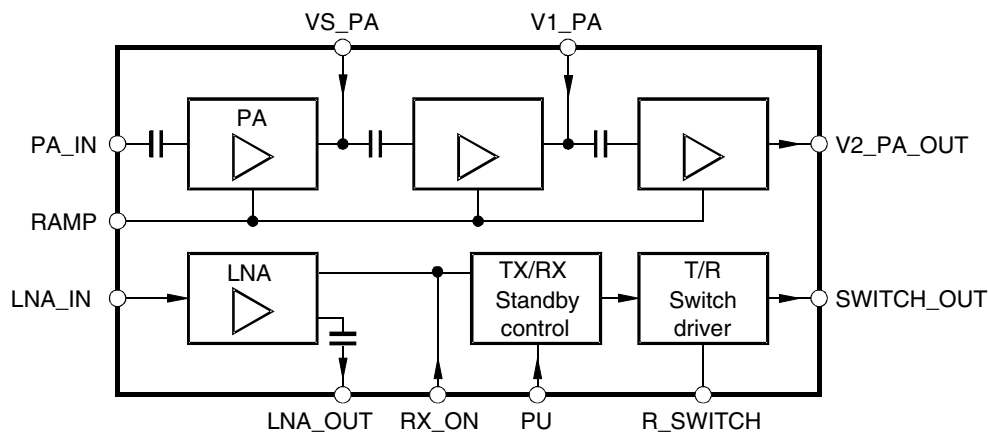 VS_PA
V1_PA
PA
PA_IN
V2_PA_OUT
RAMP
LNA
TX/RX
Standby
control
T/R
Switch
driver
LNA_IN
SWITCH_OUT
LNA_OUT
RX_ON
PU
R_SWITCH